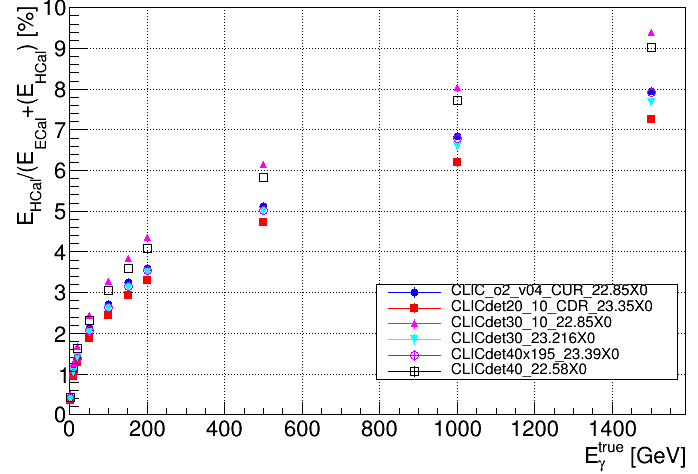 E_HCal/(E_ECal+(E_HCal) [%]
10
9
8
7
6
5
4
3
2
1
0
CLIC_o2_v04_CUR_22.85X0
CLICdet20_10_CDR_23.35X0
CLICdet30_10_22.85X0
CLICdet30_23.216X0
CLICdet40x195_23.39X0
CLICdet40_22.58X0
0 200 400 600 800 1000 1200 1400
E_γ^true [GeV]